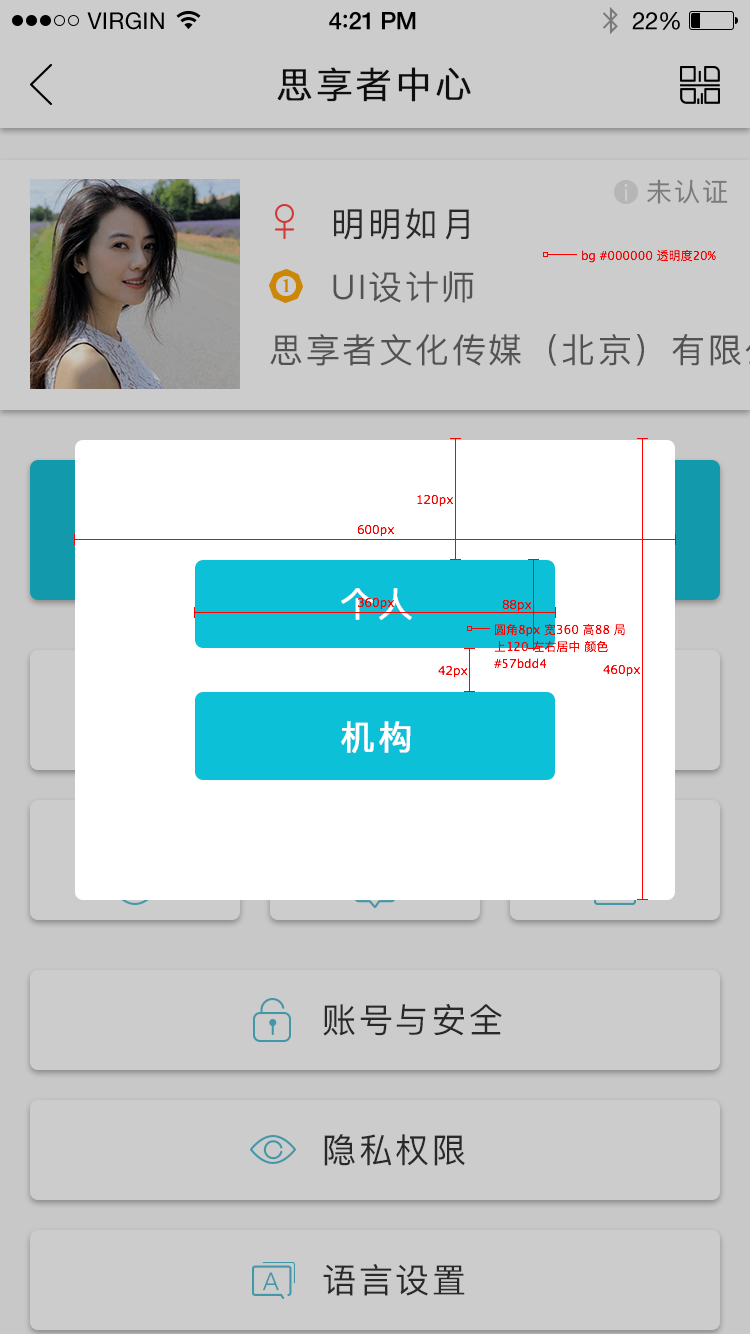 VIRGIN 4:21 PM 22%
思享者中心
未认证
明明如月
bg #000000 透明度20%
1 UI设计师
思享者文化传媒（北京）有限
120px
600px
个人
360px
88px
圆角8px 宽360 高88 局
上120 左右居中 颜色
#57bdd4
42px
460px
机构
账号与安全
隐私权限
A 语言设置